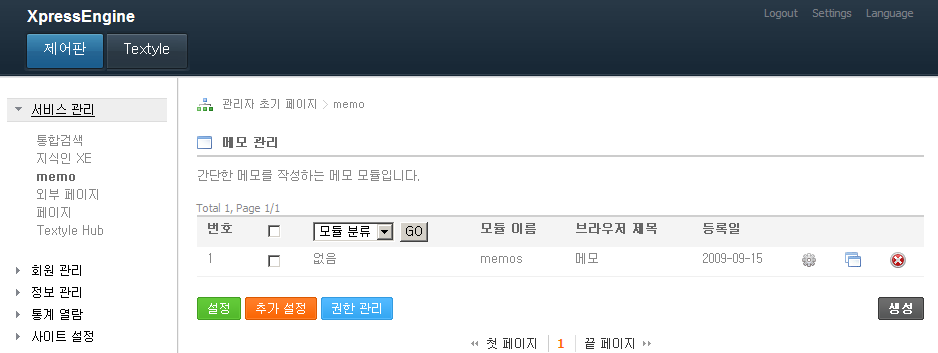 XpressEngine
Logout Settings Language
제어판 Textyle
서비스 관리
통합검색
지식인 XE
memo
외부 페이지
페이지
Textyle Hub
회원 관리
정보 관리
통계 열람
사이트 설정
관리자 초기 페이지 > memo
메모 관리
간단한 메모를 작성하는 메모 모듈입니다.
Total 1, Page 1/1
번호 모듈 분류 GO 모듈 이름 브라우저 제목 등록일
1 없음 memos 메모 2009-09-15
설정 추가 설정 권한 관리 생성
첫 페이지 1 끝 페이지